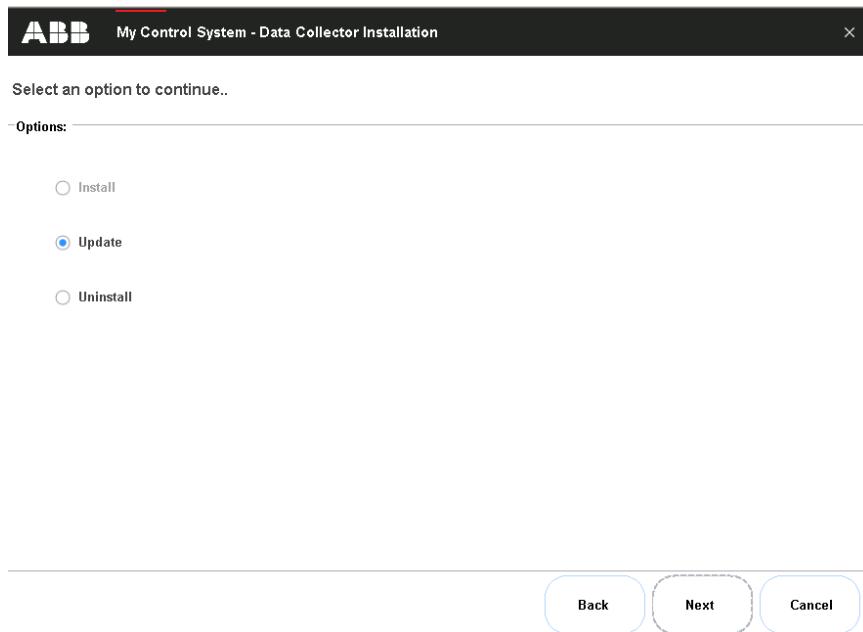 ABB My Control System - Data Collector Installation ×
Select an option to continue..
Options:
Install
Update
Uninstall
Back Next Cancel